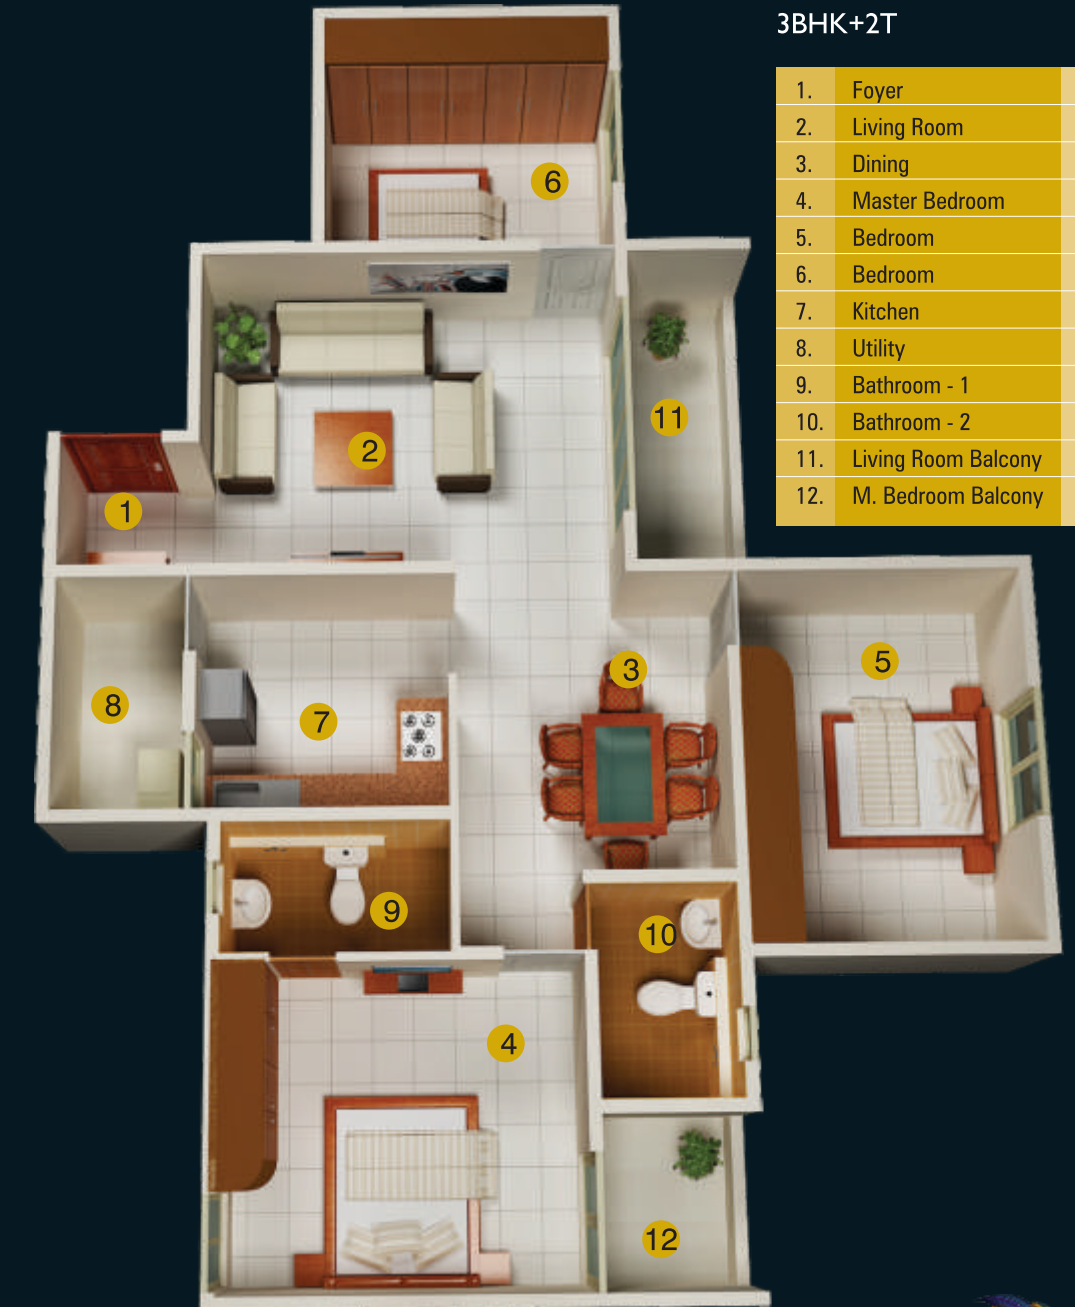 3BHK+2T
1. Foyer
2. Living Room
3. Dining
4. Master Bedroom
5. Bedroom
6. Bedroom
7. Kitchen
8. Utility
9. Bathroom - 1
10. Bathroom - 2
11. Living Room Balcony
12. M. Bedroom Balcony
6
11
2
1
3
5
8
7
9
10
4
12